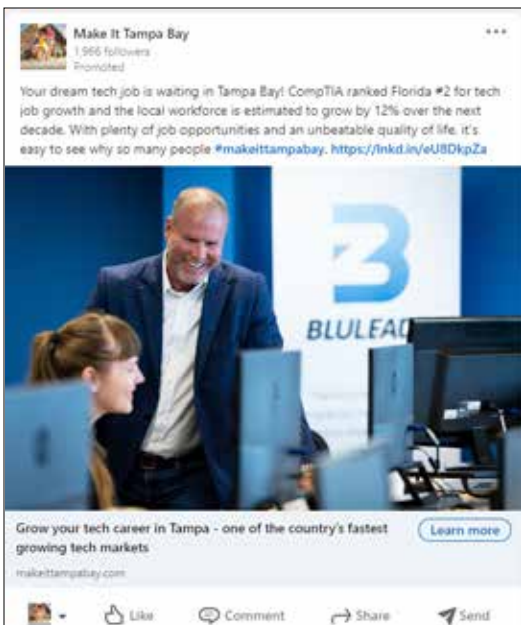 Make It Tampa Bay
1,966 followers
Promoted
Your dream tech job is waiting in Tampa Bay! CompTIA ranked Florida #2 for tech
job growth and the local workforce is estimated to grow by 12% over the next
decade. With plenty of job opportunities and an unbeatable quality of life, it's
easy to see why so many people #makeittampabay. https://lnkd.in/eU8DkpZa
BLULEAD
Grow your tech career in Tampa - one of the country's fastest
growing tech markets
Learn more
makeittampabay.com
Like
Comment
Share
Send